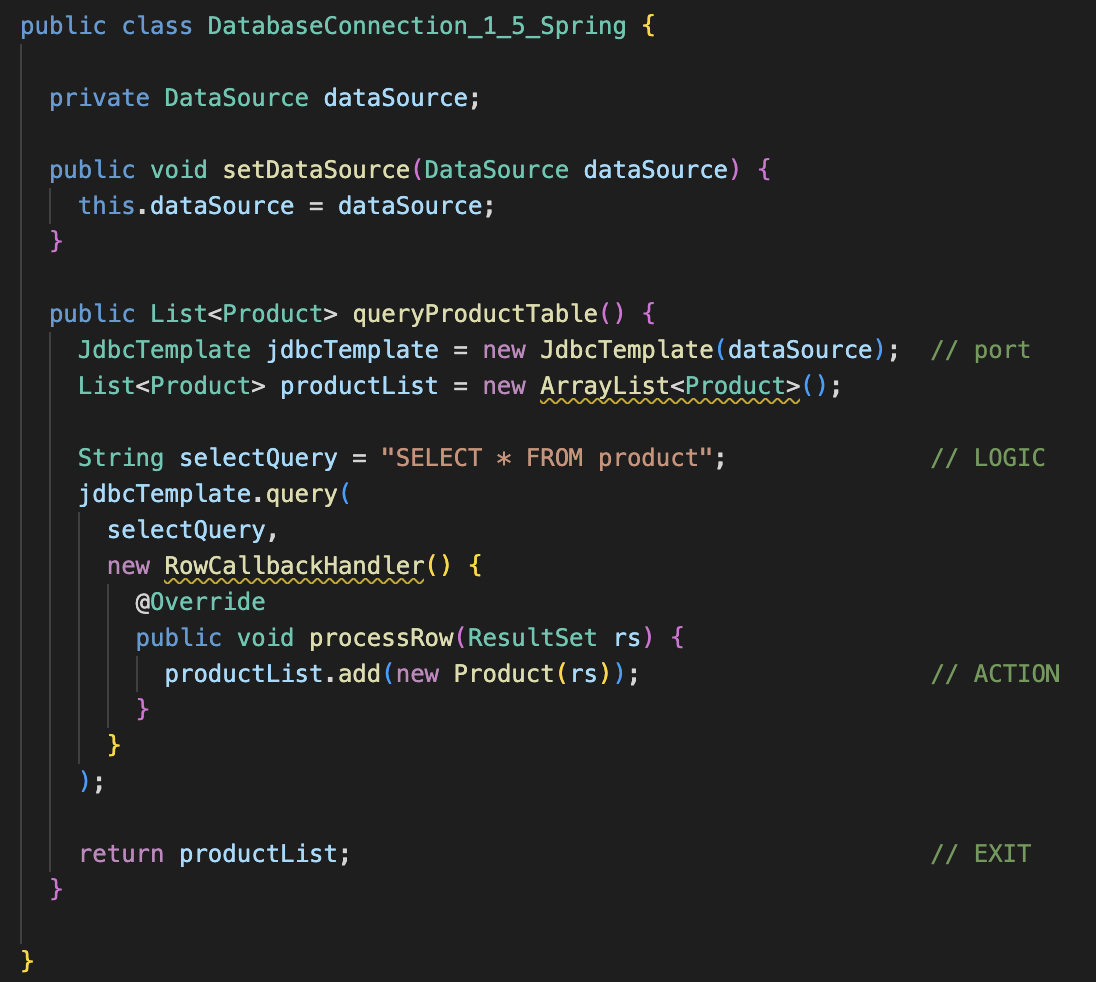 public class DatabaseConnection_1_5_Spring {
private DataSource dataSource;
public void setDataSource(DataSource dataSource) {
this.dataSource = dataSource;
}
public List<Product> queryProductTable() {
JdbcTemplate jdbcTemplate = new JdbcTemplate(dataSource);  // port
List<Product> productList = new ArrayList<Product>();
String selectQuery = "SELECT * FROM product";  // LOGIC
jdbcTemplate.query(
selectQuery,
new RowCallbackHandler() {
@Override
public void processRow(ResultSet rs) {
productList.add(new Product(rs));  // ACTION
}
}
);
return productList;  // EXIT
}
}